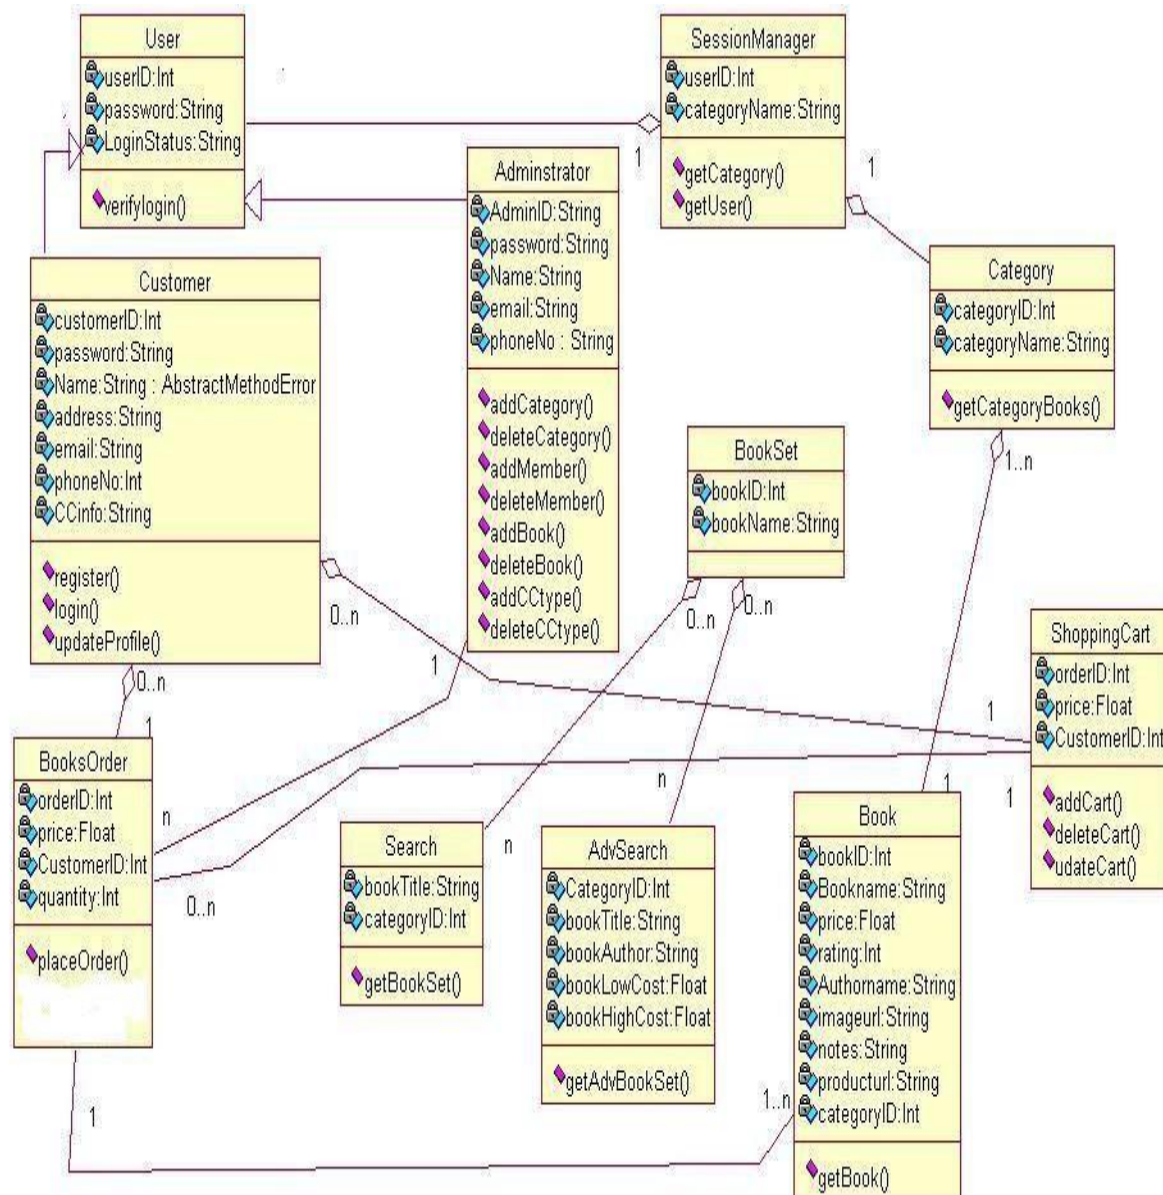 User
userID:Int
password:String
LoginStatus:String
verifylogin()
SessionManager
userID:Int
categoryName:String
getCategory()
getUser()
1
1
Adminstrator
AdminID:String
password:String
Name:String
email:String
phoneNo : String
addCategory()
deleteCategory()
addMember()
deleteMember()
addBook()
deleteBook()
addCCtype()
deleteCCtype()
Customer
customerID:Int
password:String
Name:String : AbstractMethodError
address:String
email:String
phoneNo:Int
CCinfo:String
register()
login()
updateProfile()
Category
categoryID:Int
categoryName:String
getCategoryBooks()
1..n
BookSet
bookID:Int
bookName:String
0..n
0..n
0..n
0..n
1
1
ShoppingCart
orderID:Int
price:Float
CustomerID:Int
addCart()
deleteCart()
udateCart()
1
1
BooksOrder
orderID:Int
price:Float
CustomerID:Int
quantity:Int
placeOrder()
n
0..n
Search
bookTitle:String
categoryID:Int
getBookSet()
n
AdvSearch
CategoryID:Int
bookTitle:String
bookAuthor:String
bookLowCost:Float
bookHighCost:Float
getAdvBookSet()
n
1
Book
bookID:Int
Bookname:String
price:Float
rating:Int
Authorname:String
imageurl:String
notes:String
producturl:String
categoryID:Int
getBook()
1..n
1